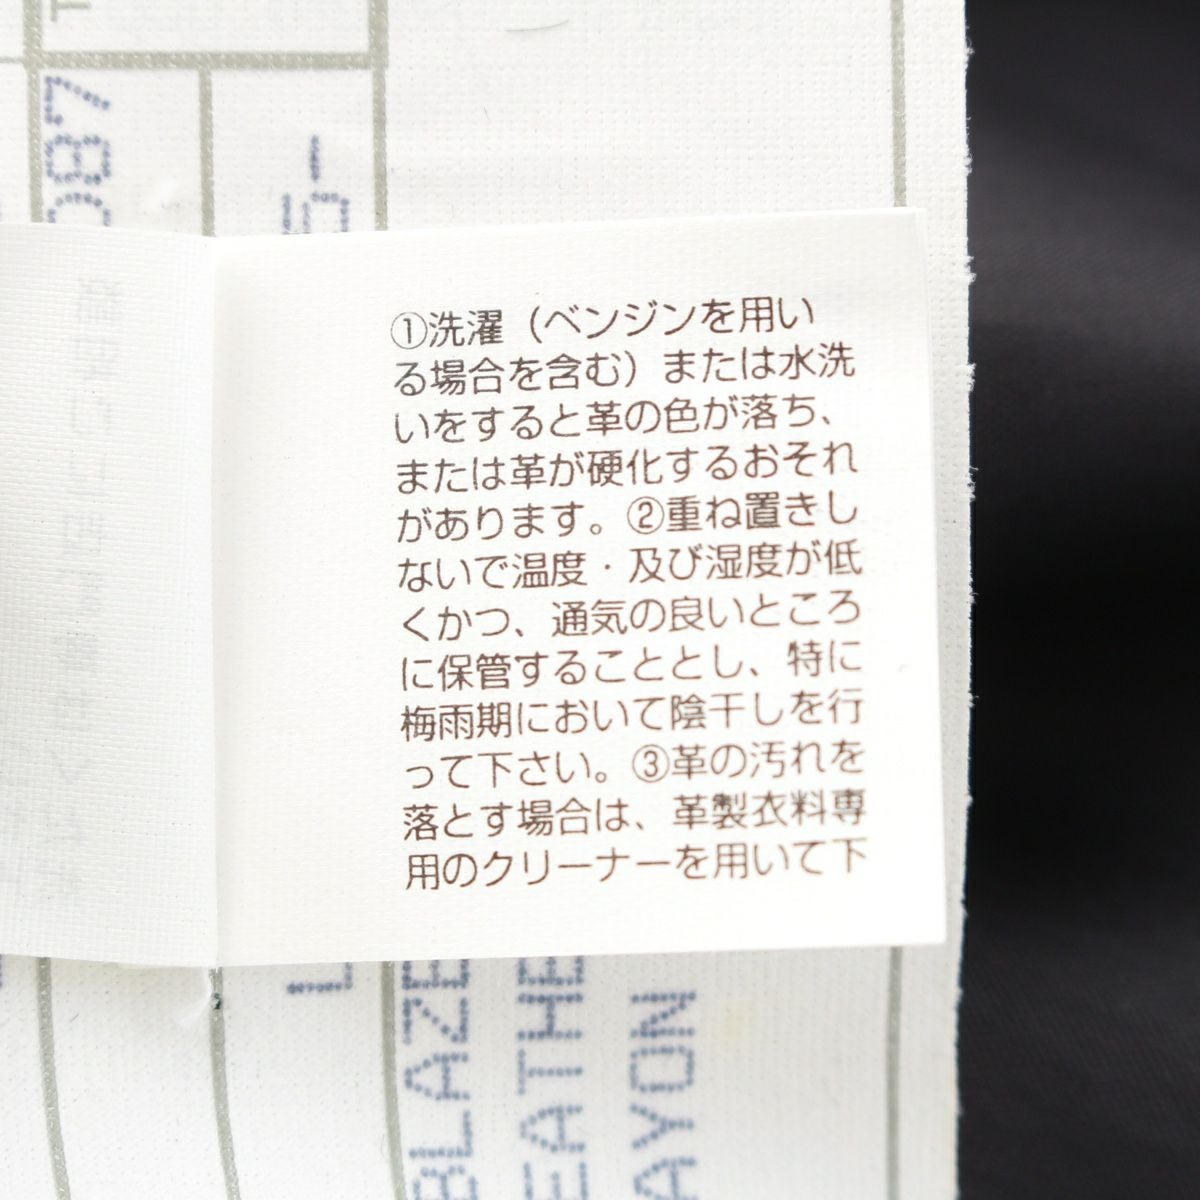 ①洗濯（ベンジンを用い
る場合を含む）または水洗
いをすると革の色が落ち、
または革が硬化するおそれ
があります。②重ね置きし
ないで温度・及び湿度が低
くかつ、通気の良いところ
に保管することとし、特に
梅雨期において陰干しを行
って下さい。③革の汚れを
落とす場合は、革製衣料専
用のクリーナーを用いて下
087
5-
L
BLAZE
EATHE
AYON